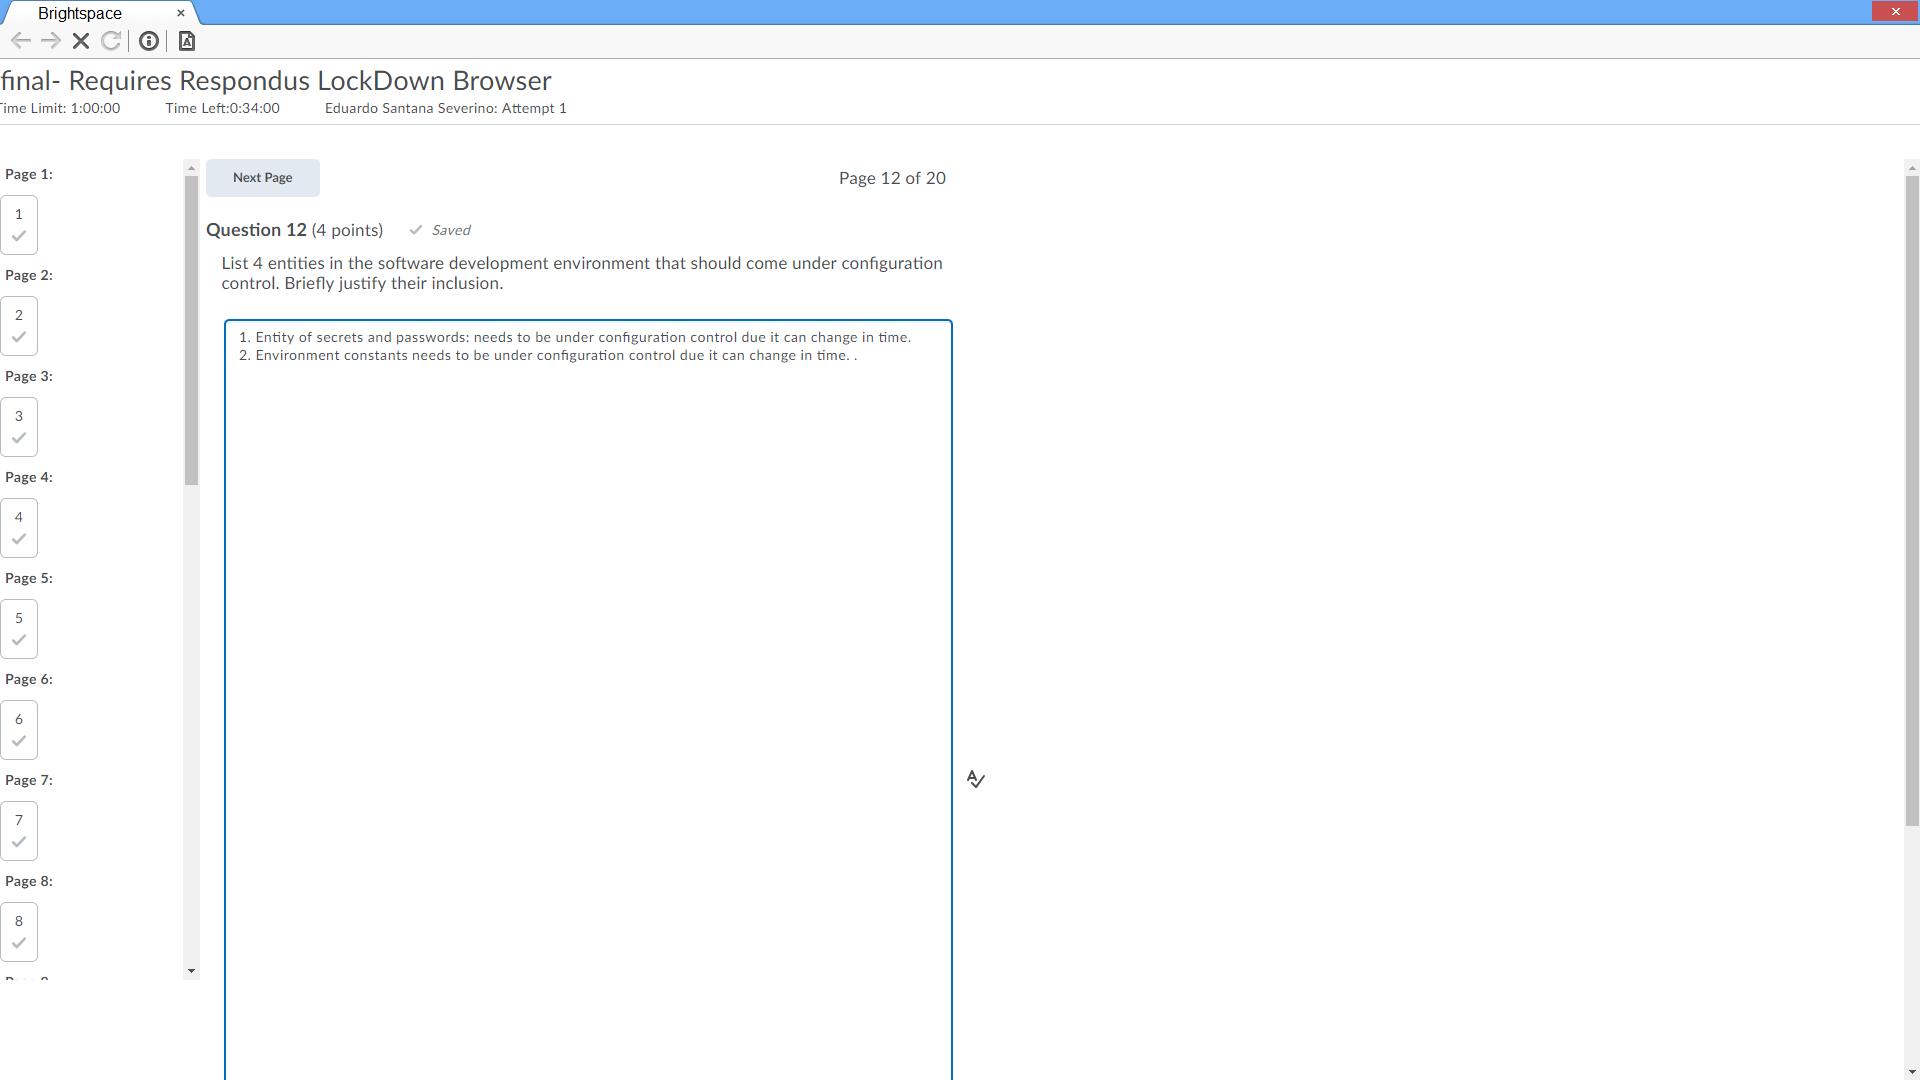 Brightspace
final- Requires Respondus LockDown Browser
Time Limit: 1:00:00 Time Left:0:34:00 Eduardo Santana Severino: Attempt 1
Page 1:
1
Page 2:
2
Page 3:
3
Page 4:
4
Page 5:
5
Page 6:
6
Page 7:
7
Page 8:
8
Next Page
Page 12 of 20
Question 12 (4 points) Saved
List 4 entities in the software development environment that should come under configuration
control. Briefly justify their inclusion.
1. Entity of secrets and passwords: needs to be under configuration control due it can change in time.
2. Environment constants needs to be under configuration control due it can change in time. .